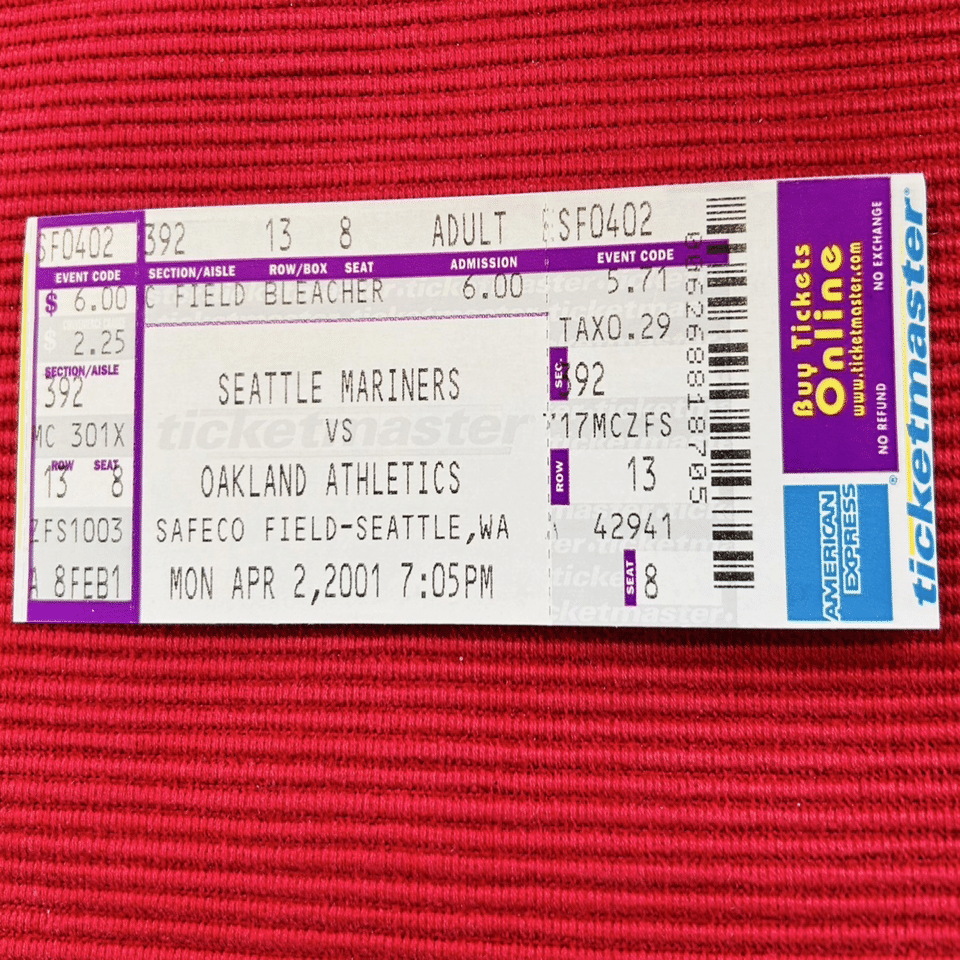 SF0402 392 13 8 ADULT SF0402
EVENT CODE SECTION/AISLE ROW/BOX SEAT ADMISSION EVENT CODE
$ 6.00 C FIELD BLEACHER 6.00 5.71
$ 2.25 TAX0.29
SECTION/AISLE
392
SEATTLE MARINERS
SEC. 392
MC 301X
ticketmaster
VS
17MCZFS
ROW SEAT
13 8
OAKLAND ATHLETICS
ROW 13
ZFS1003
SAFECO FIELD-SEATTLE,WA
A 42941
A 8FEB1
MON APR 2,2001 7:05PM
SEAT 8
Buy Tickets
Online
www.ticketmaster.com
NO REFUND NO EXCHANGE
AMERICAN
EXPRESS
®
ticketmaster®